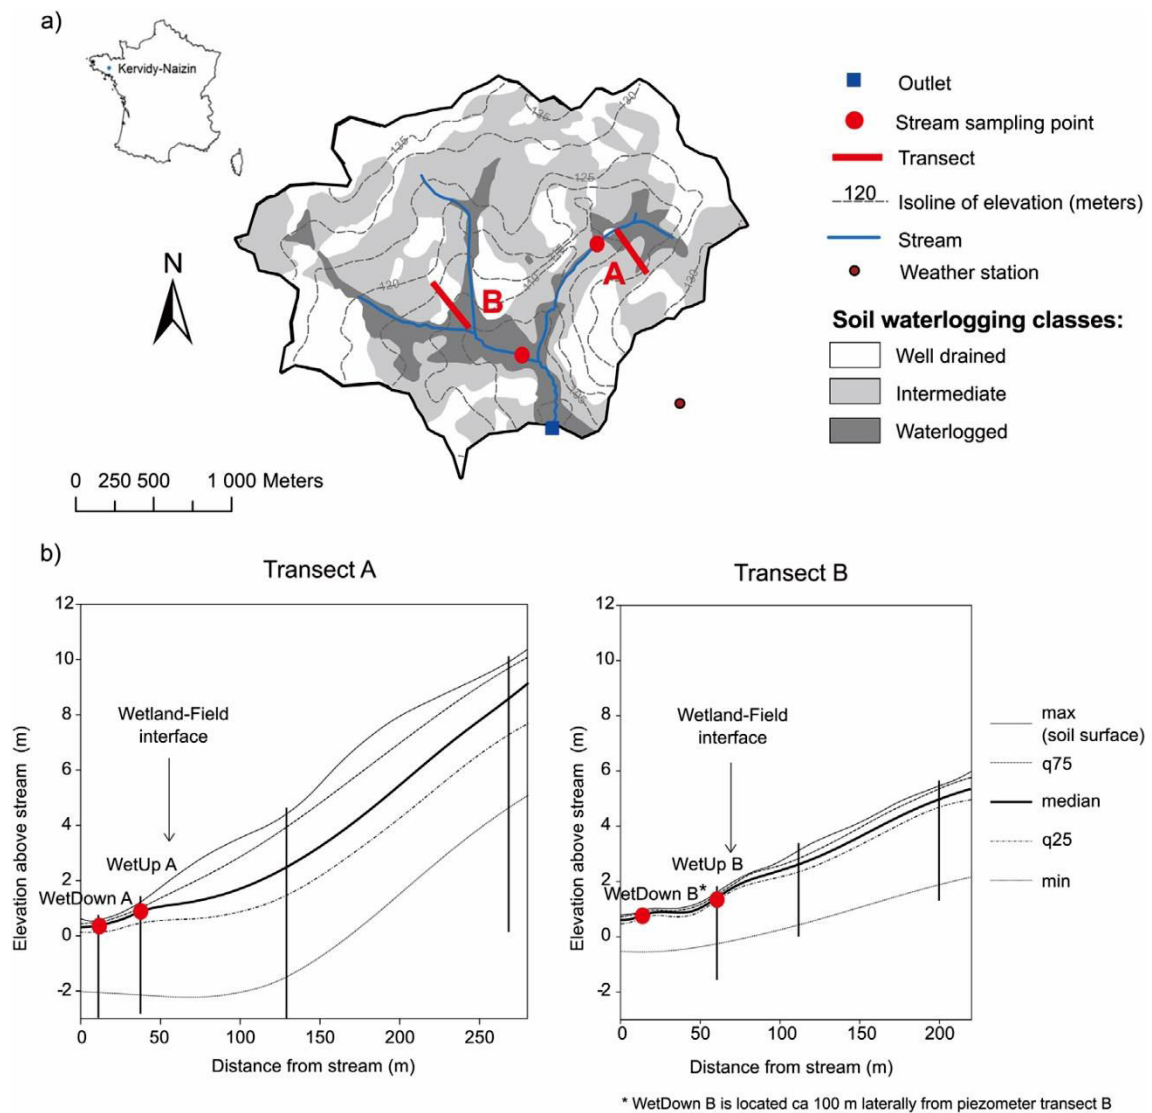 a)
Kervidy-Naizin
Outlet
Stream sampling point
Transect
120 Isoline of elevation (meters)
Stream
Weather station
Soil waterlogging classes:
Well drained
Intermediate
Waterlogged
N
130
135
135
125
120
130
A
B
0 250 500 1 000 Meters
b)
Transect A
12
10
8
6
4
2
0
-2
Elevation above stream (m)
Wetland-Field
interface
WetUp A
WetDown A
0 50 100 150 200 250
Distance from stream (m)
Transect B
12
10
8
6
4
2
0
-2
Elevation above stream (m)
Wetland-Field
interface
WetUp B
WetDown B*
0 50 100 150 200
Distance from stream (m)
max
(soil surface)
q75
median
q25
min
* WetDown B is located ca 100 m laterally from piezometer transect B